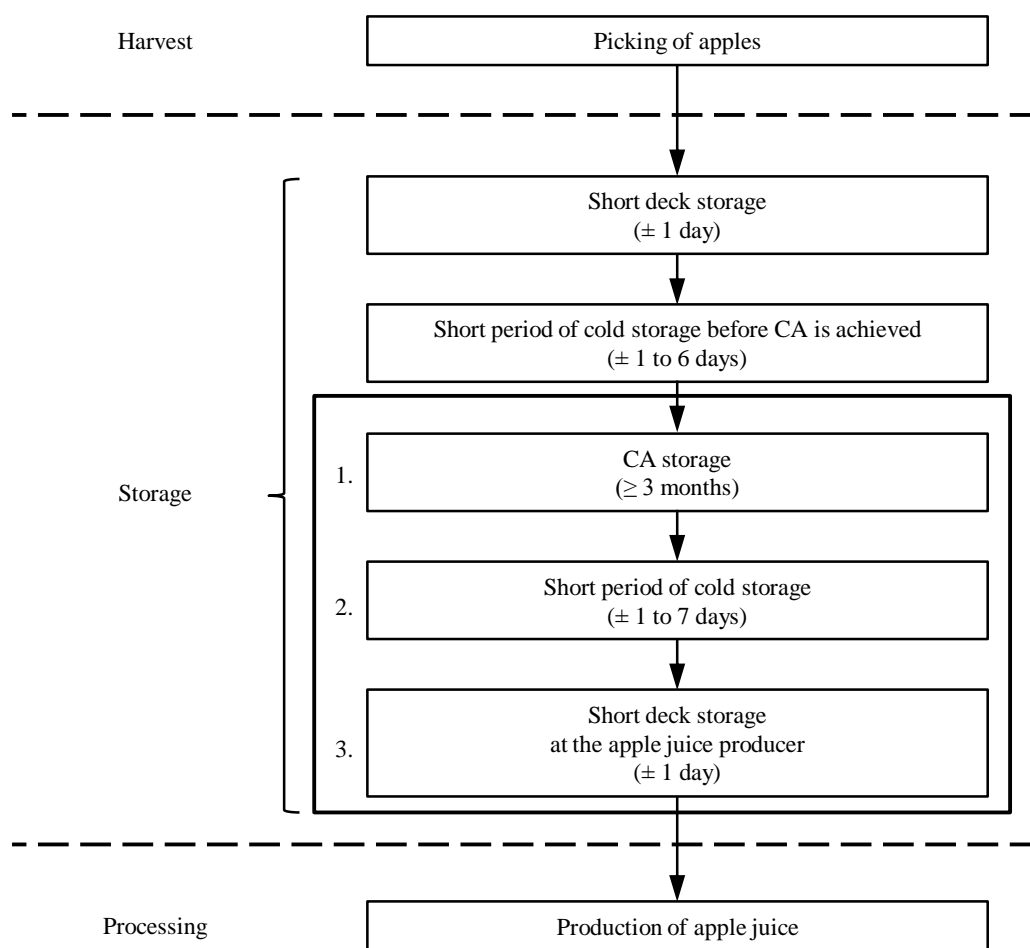 Harvest
Picking of apples
Short deck storage
(± 1 day)
Short period of cold storage before CA is achieved
(± 1 to 6 days)
Storage
1.
CA storage
(≥ 3 months)
2.
Short period of cold storage
(± 1 to 7 days)
3.
Short deck storage
at the apple juice producer
(± 1 day)
Processing
Production of apple juice